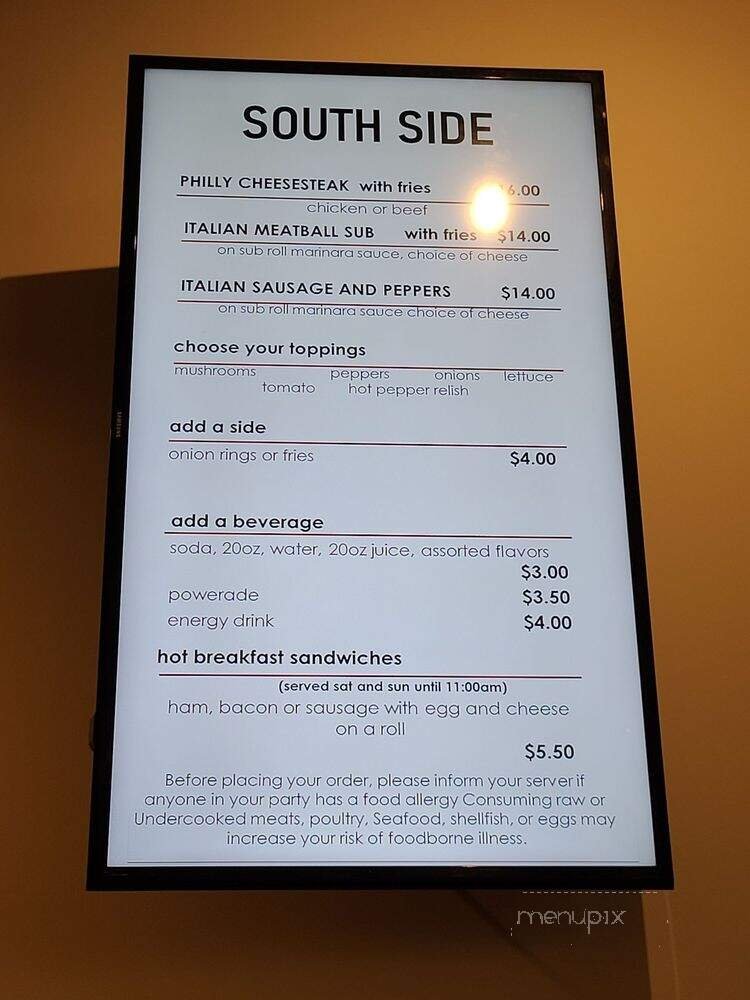 SOUTH SIDE
PHILLY CHEESESTEAK with fries 6.00
chicken or beef
ITALIAN MEATBALL SUB with fries $14.00
on sub roll marinara sauce, choice of cheese
ITALIAN SAUSAGE AND PEPPERS $14.00
on sub roll marinara sauce choice of cheese
choose your toppings
mushrooms peppers onions lettuce
tomato hot pepper relish
add a side
onion rings or fries $4.00
add a beverage
soda, 20oz, water, 20oz juice, assorted flavors
$3.00
powerade $3.50
energy drink $4.00
hot breakfast sandwiches
(served sat and sun until 11:00am)
ham, bacon or sausage with egg and cheese
on a roll
$5.50
Before placing your order, please inform your server if
anyone in your party has a food allergy Consuming raw or
Undercooked meats, poultry, Seafood, shellfish, or eggs may
increase your risk of foodborne illness.
SAMSUNG
menupix